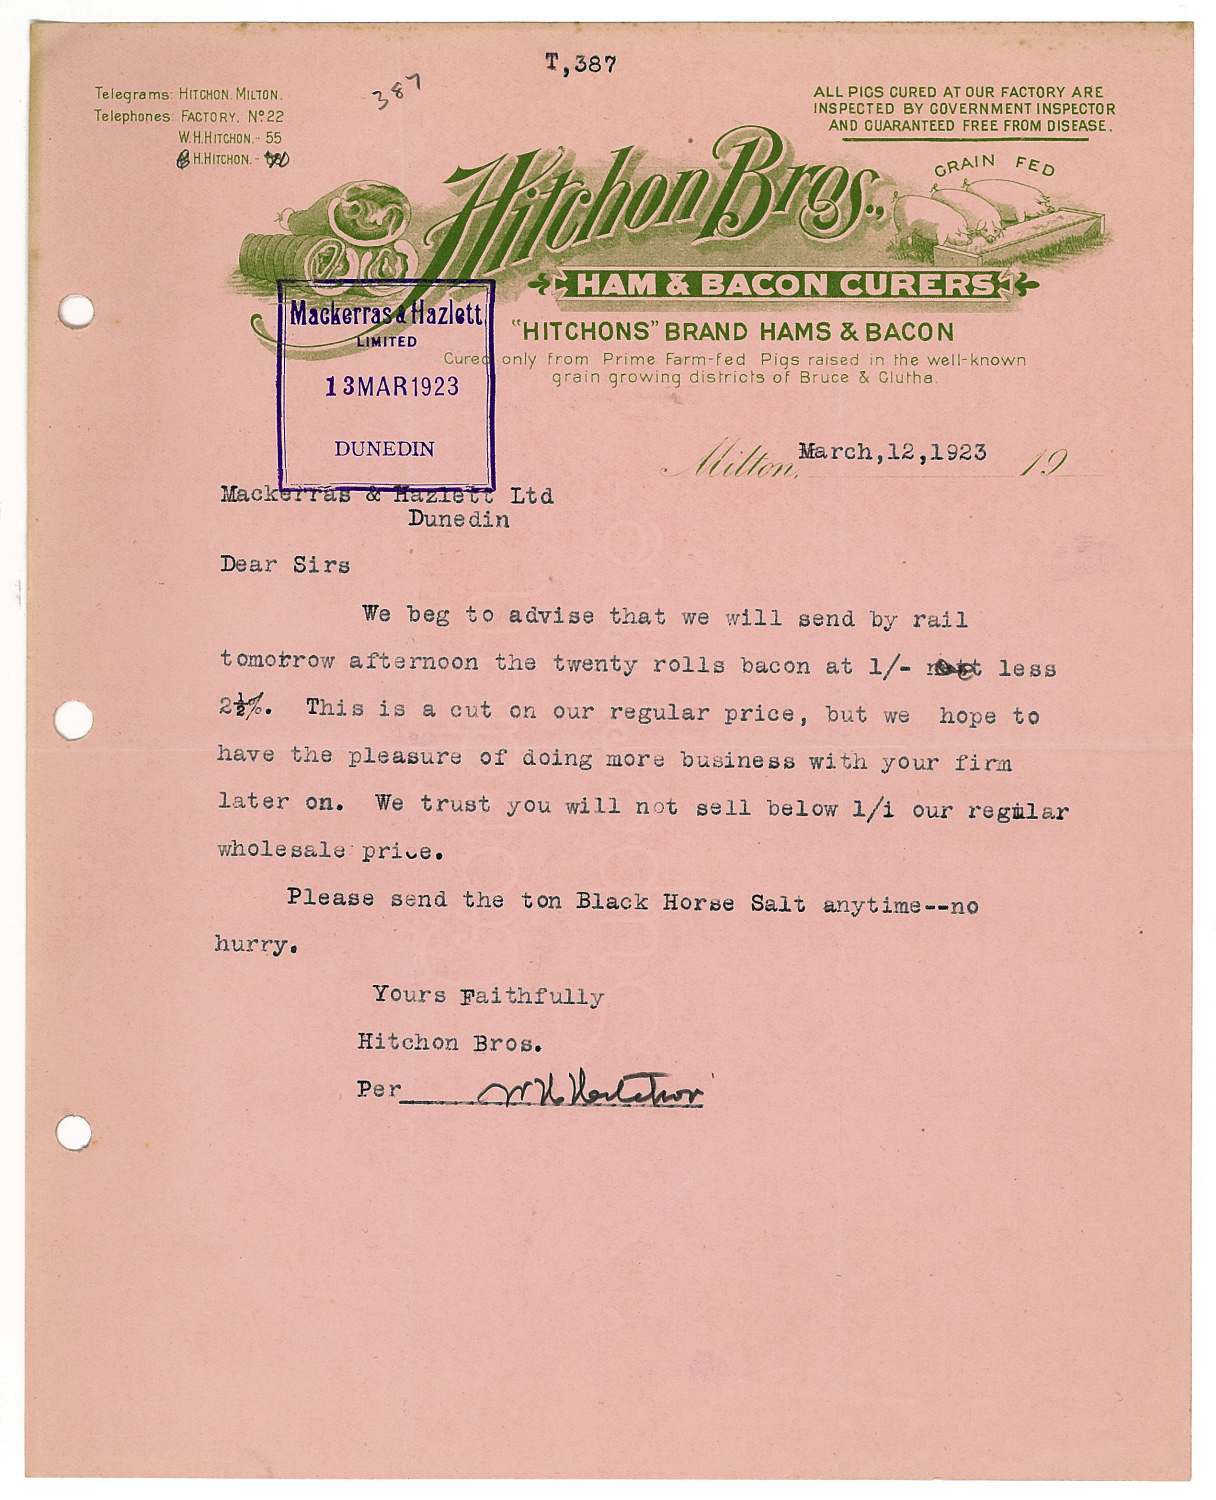 T,387
387
Telegrams: HITCHON. MILTON.
Telephones: FACTORY. Nº 22
W.H.HITCHON.- 55
H.HITCHON.-
ALL PIGS CURED AT OUR FACTORY ARE
INSPECTED BY GOVERNMENT INSPECTOR
AND GUARANTEED FREE FROM DISEASE.
Hitchon Bros.,
GRAIN FED
HAM & BACON CURERS
"HITCHONS" BRAND HAMS & BACON
Cured only from Prime Farm-fed Pigs raised in the well-known
grain growing districts of Bruce & Clutha.
Mackerras & Hazlett
LIMITED
13 MAR 1923
DUNEDIN
Milton, March,12,1923 19
Mackerras & Hazlett Ltd
Dunedin
Dear Sirs
We beg to advise that we will send by rail
tomorrow afternoon the twenty rolls bacon at 1/- less
2½%. This is a cut on our regular price, but we hope to
have the pleasure of doing more business with your firm
later on. We trust you will not sell below 1/i our regular
wholesale price.
Please send the ton Black Horse Salt anytime--no
hurry.
Yours Faithfully
Hitchon Bros.
Per W H Hitchon